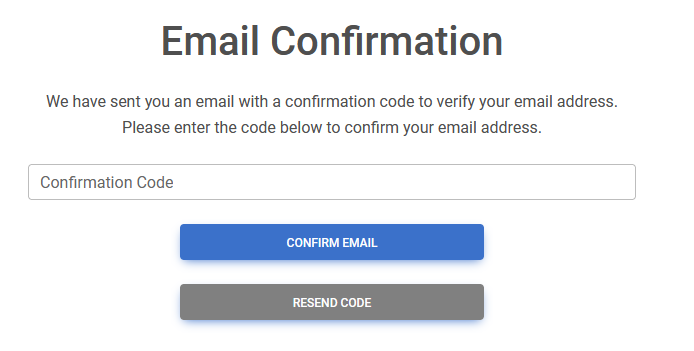 Email Confirmation
We have sent you an email with a confirmation code to verify your email address.
Please enter the code below to confirm your email address.
Confirmation Code
CONFIRM EMAIL
RESEND CODE